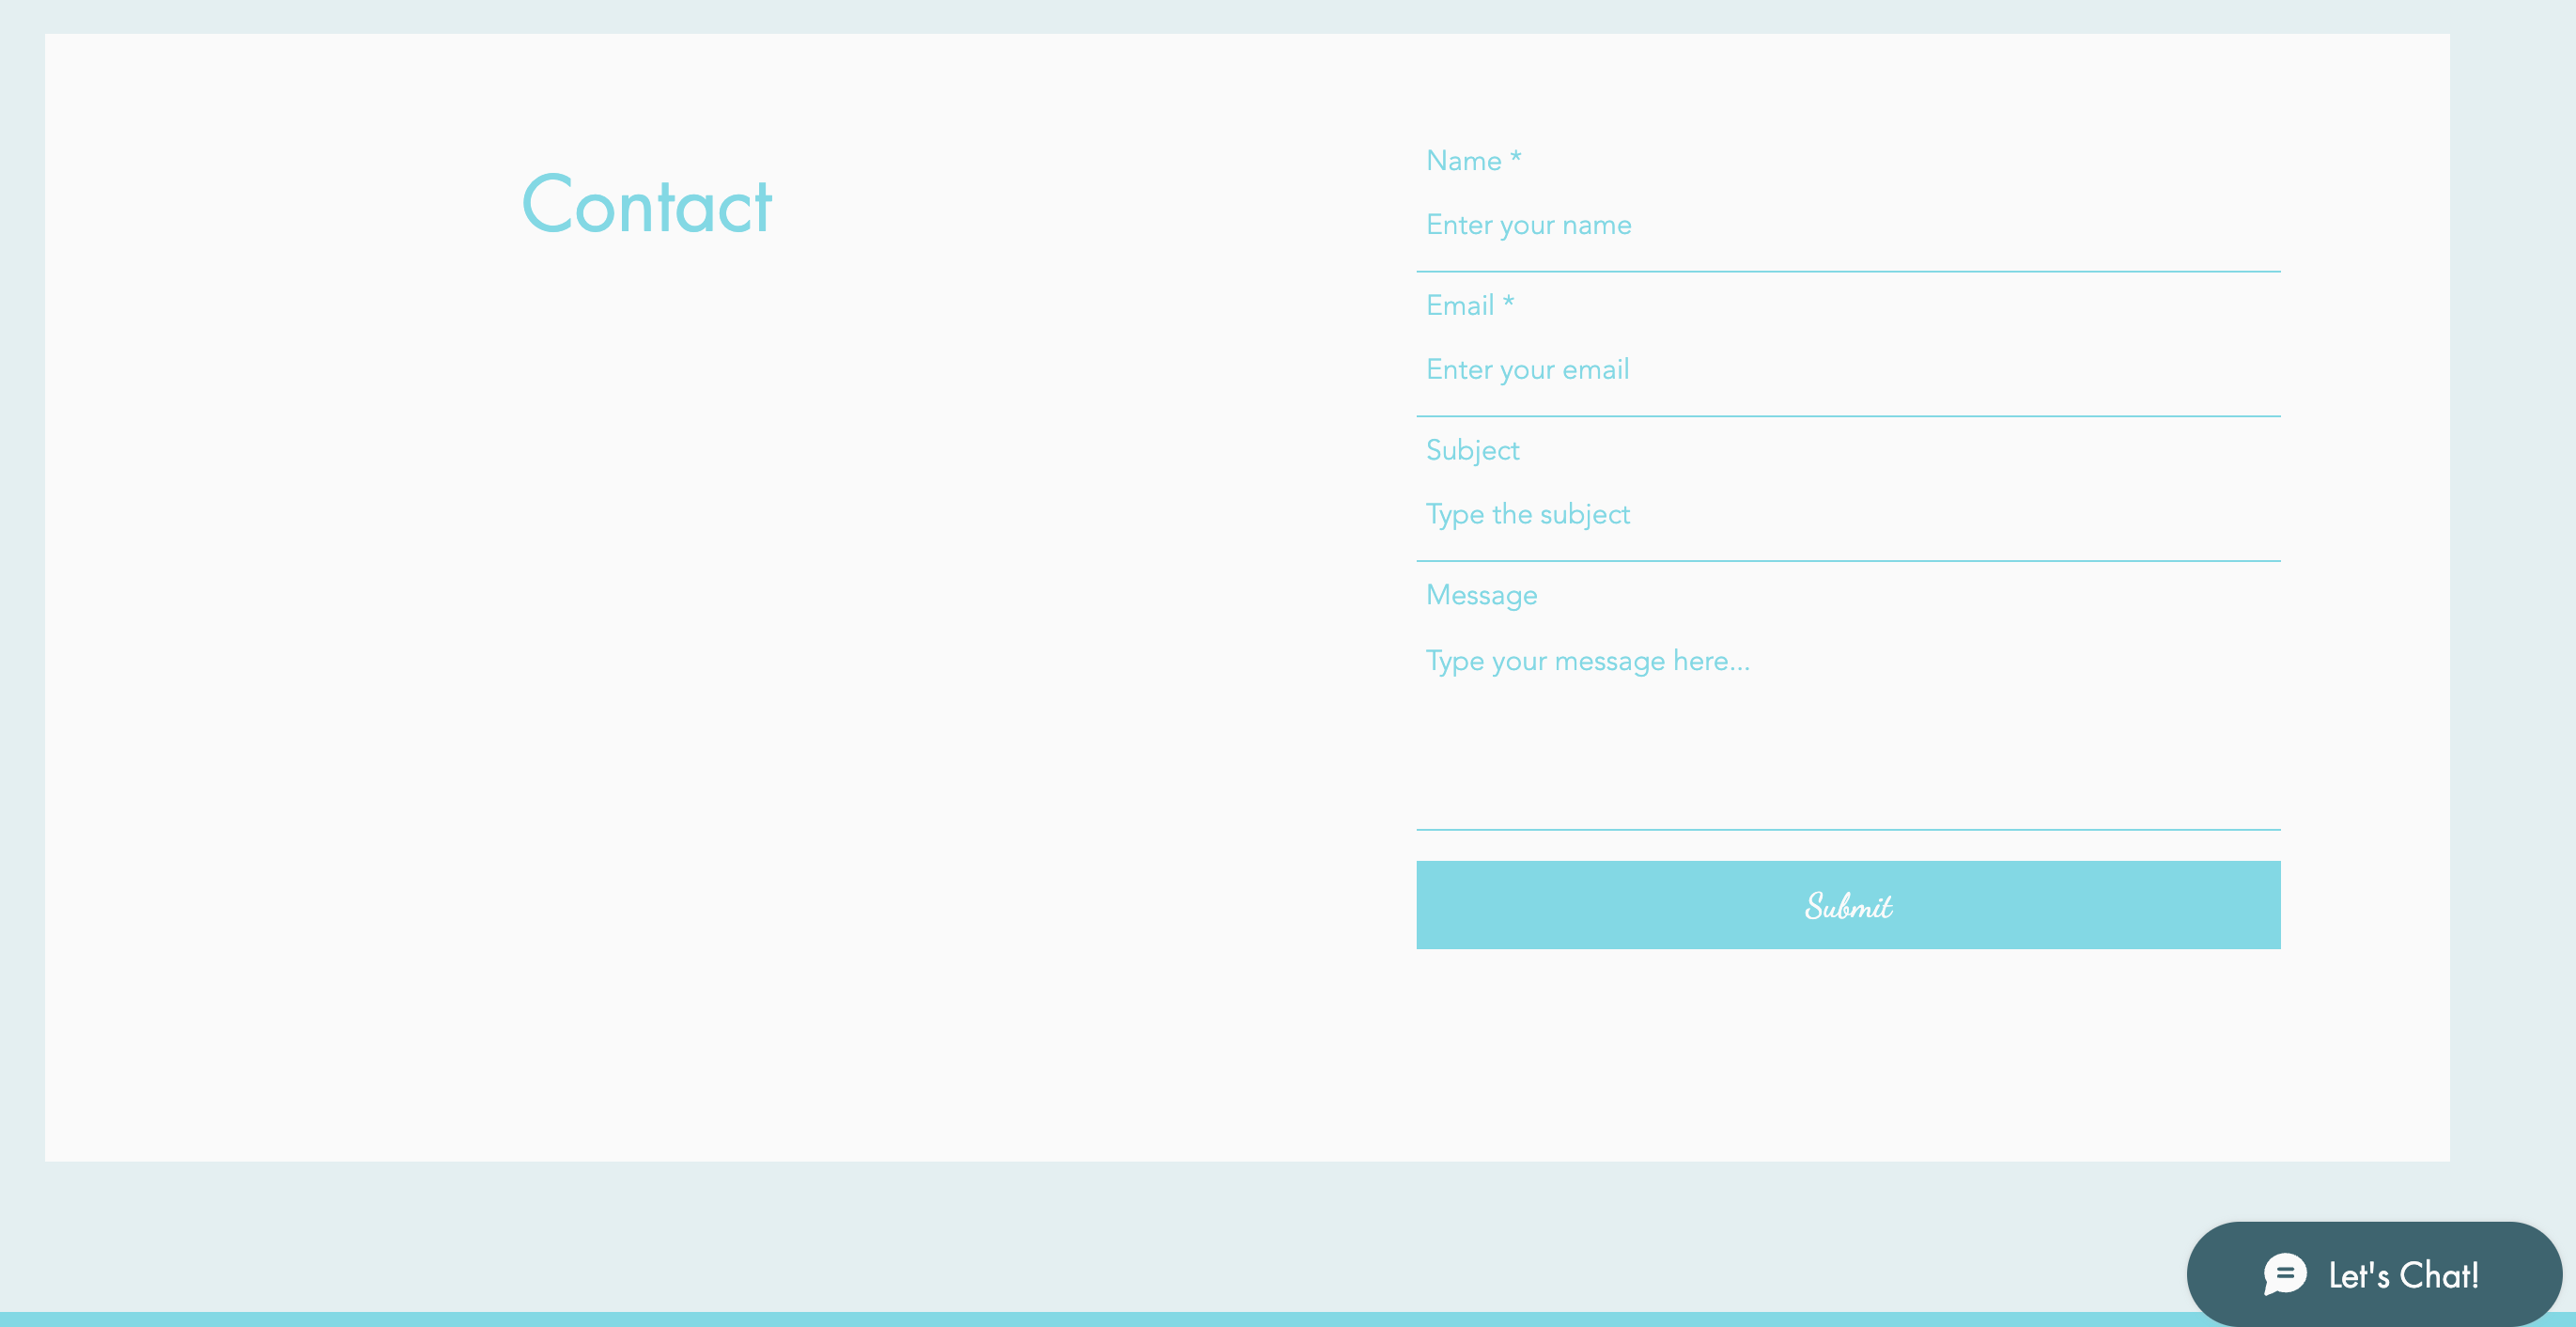 Contact
Name *
Enter your name
Email *
Enter your email
Subject
Type the subject
Message
Type your message here...
Submit
Let's Chat!